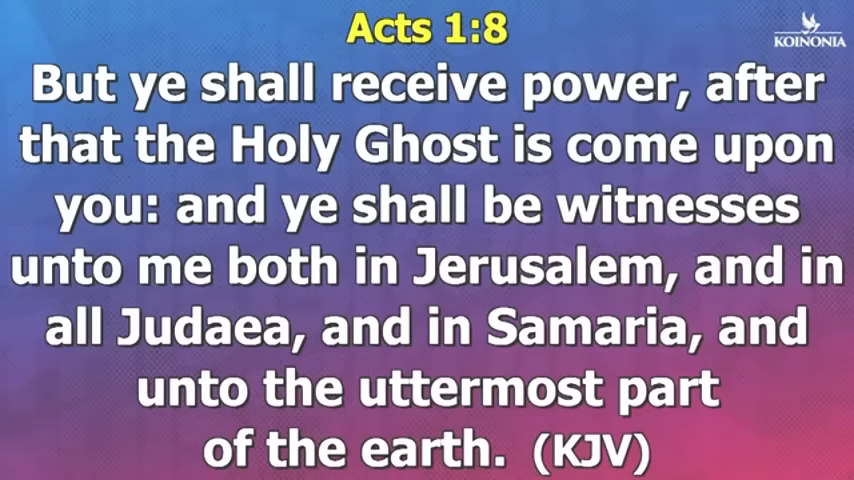 Acts 1:8
KOINONIA
But ye shall receive power, after
that the Holy Ghost is come upon
you: and ye shall be witnesses
unto me both in Jerusalem, and in
all Judaea, and in Samaria, and
unto the uttermost part
of the earth. (KJV)